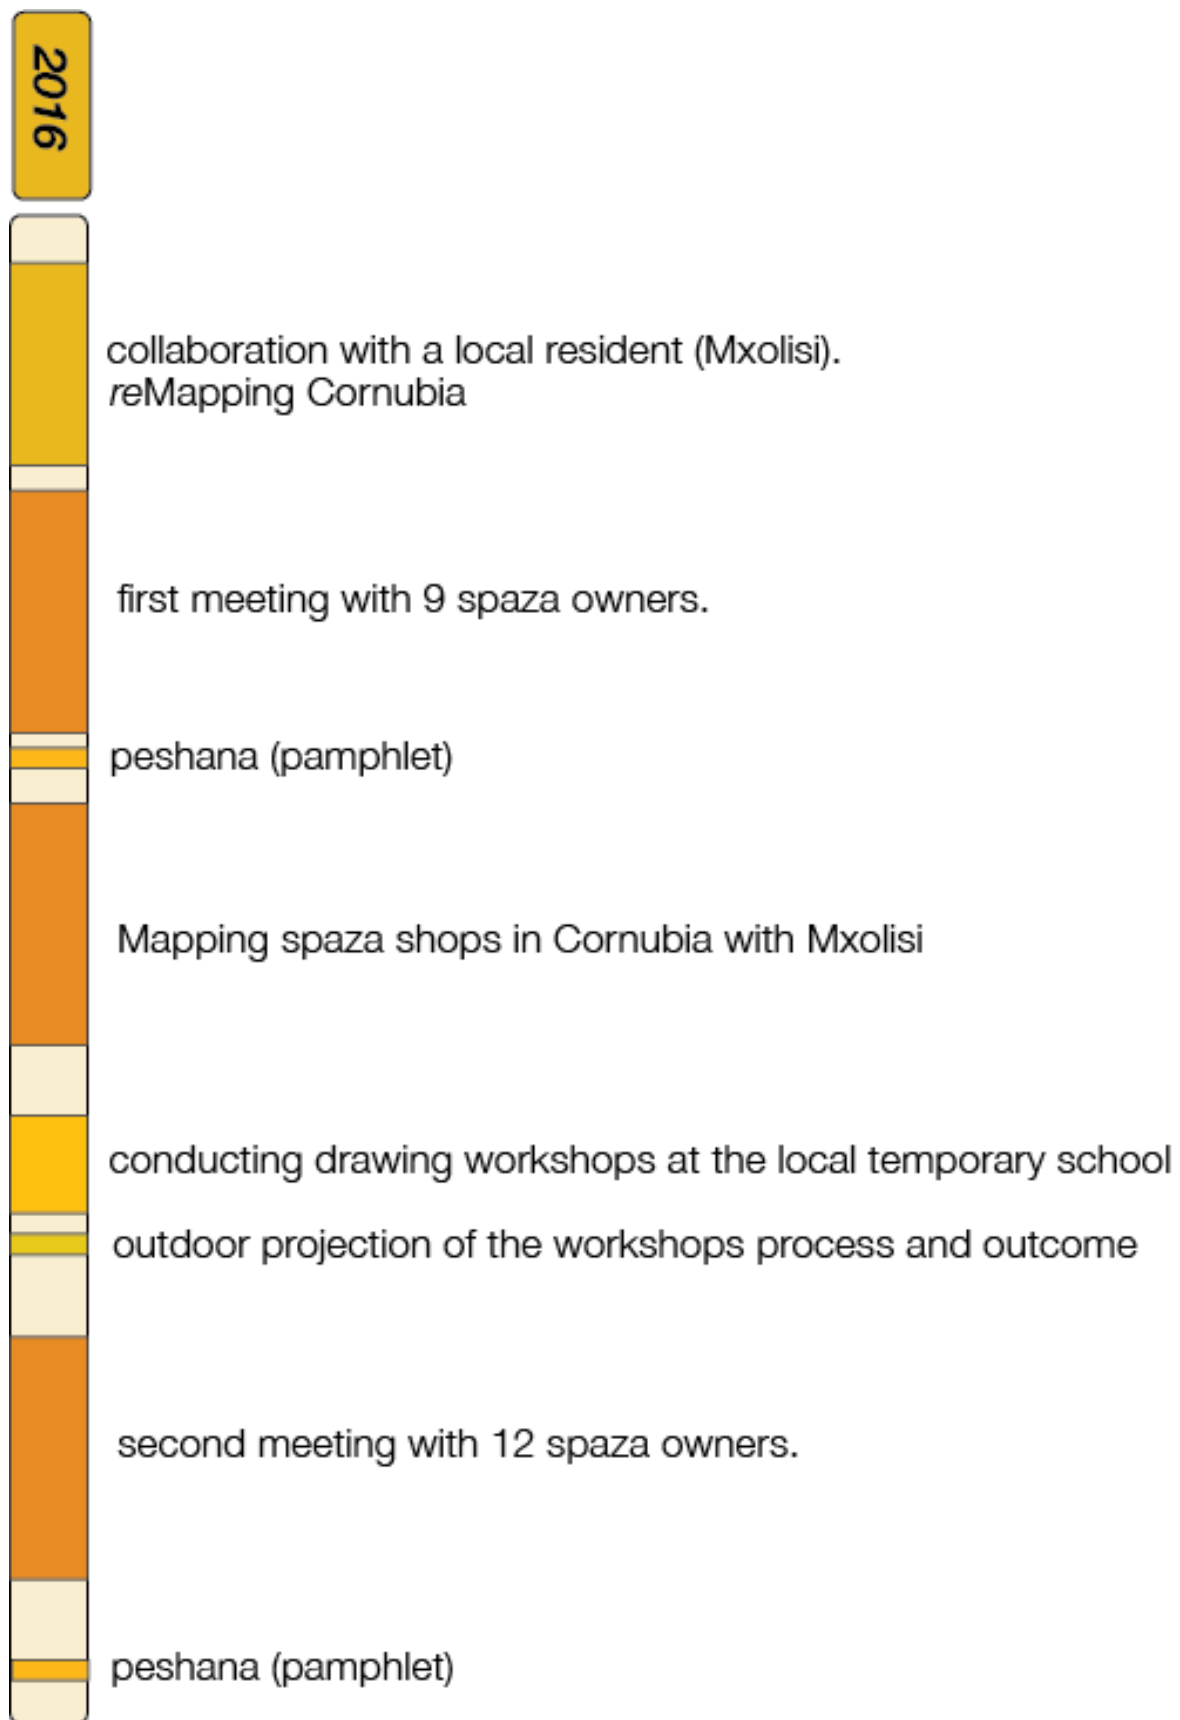 2016
collaboration with a local resident (Mxolisi).
reMapping Cornubia
first meeting with 9 spaza owners.
peshana (pamphlet)
Mapping spaza shops in Cornubia with Mxolisi
conducting drawing workshops at the local temporary school
outdoor projection of the workshops process and outcome
second meeting with 12 spaza owners.
peshana (pamphlet)